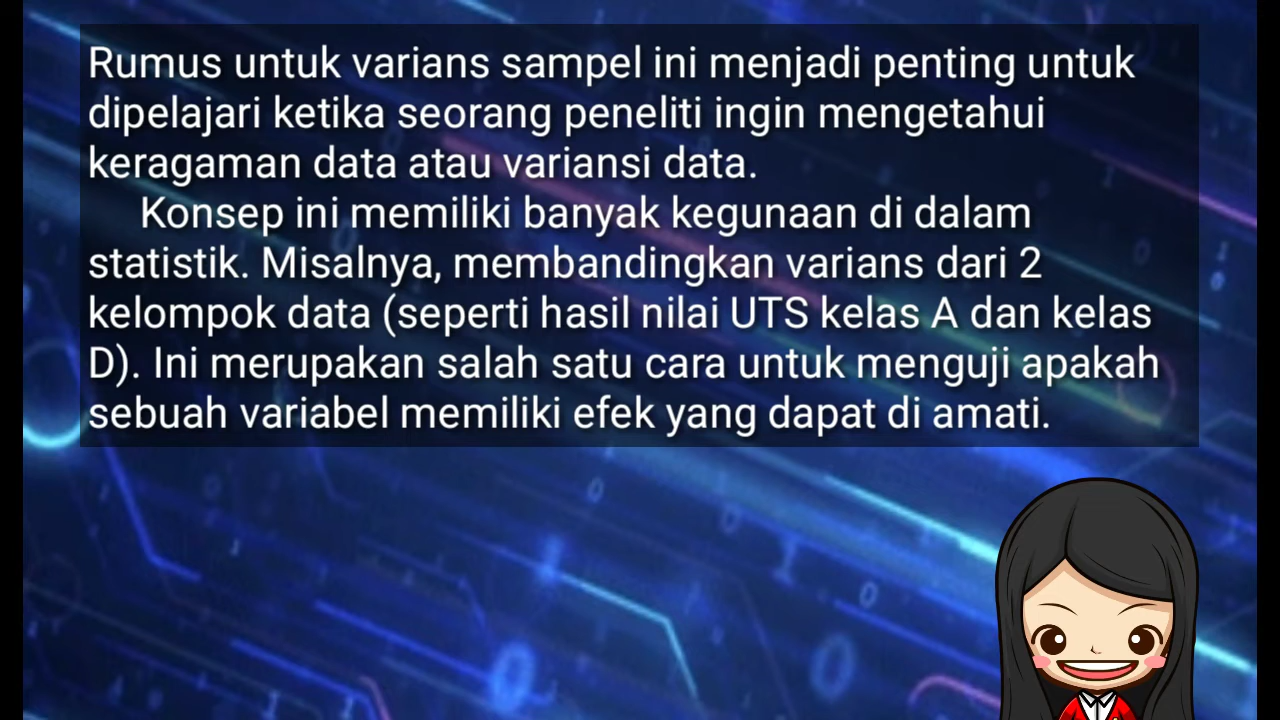 Rumus untuk varians sampel ini menjadi penting untuk
dipelajari ketika seorang peneliti ingin mengetahui
keragaman data atau variansi data.
Konsep ini memiliki banyak kegunaan di dalam
statistik. Misalnya, membandingkan varians dari 2
kelompok data (seperti hasil nilai UTS kelas A dan kelas
D). Ini merupakan salah satu cara untuk menguji apakah
sebuah variabel memiliki efek yang dapat di amati.